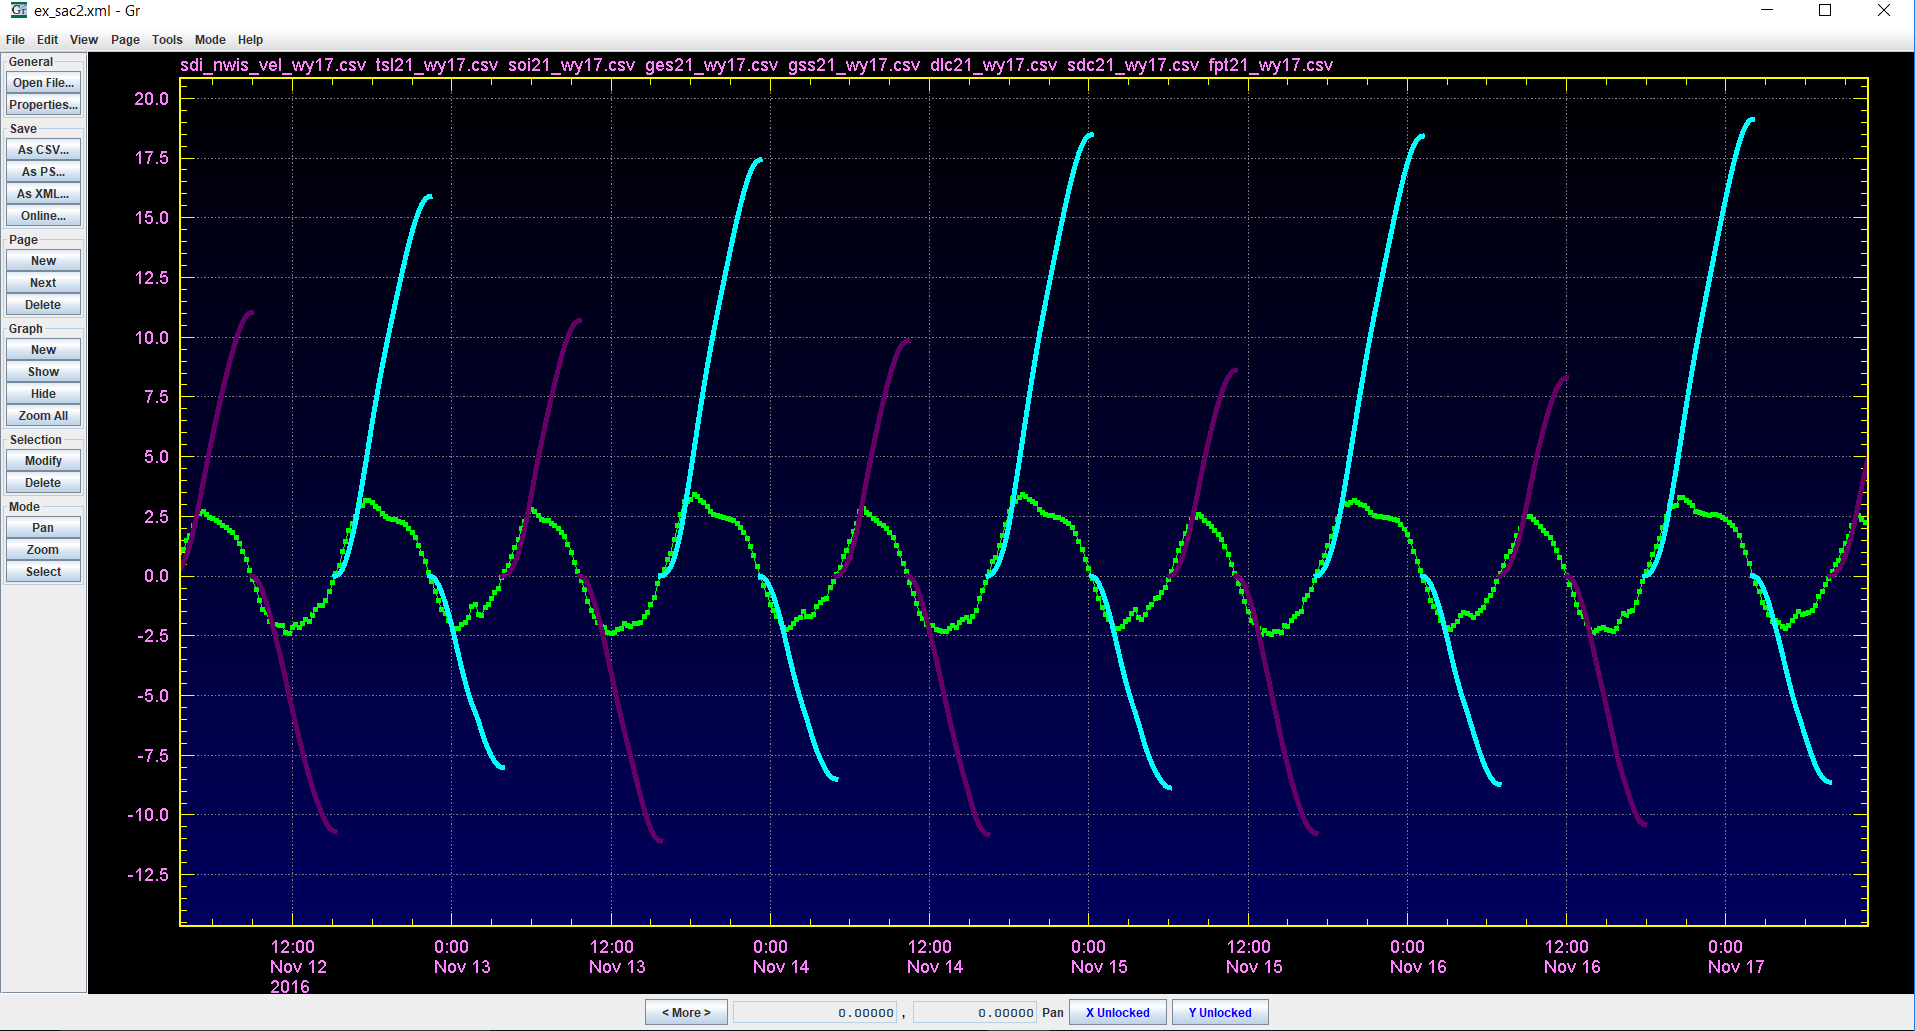 ex_sac2.xml - Gr
File Edit View Page Tools Mode Help
General
Open File...
Properties...
Save
As CSV...
As PS...
As XML...
Online...
Page
New
Next
Delete
Graph
New
Show
Hide
Zoom All
Selection
Modify
Delete
Mode
Pan
Zoom
Select
sdi_nwis_vel_wy17.csv tsl21_wy17.csv soi21_wy17.csv ges21_wy17.csv gss21_wy17.csv dlc21_wy17.csv sdc21_wy17.csv fpt21_wy17.csv
20.0
17.5
15.0
12.5
10.0
7.5
5.0
2.5
0.0
-2.5
-5.0
-7.5
-10.0
-12.5
12:00 0:00 12:00 0:00 12:00 0:00 12:00 0:00 12:00 0:00
Nov 12 Nov 13 Nov 13 Nov 14 Nov 14 Nov 15 Nov 15 Nov 16 Nov 16 Nov 17
2016
< More > 0.00000 , 0.00000 Pan X Unlocked Y Unlocked